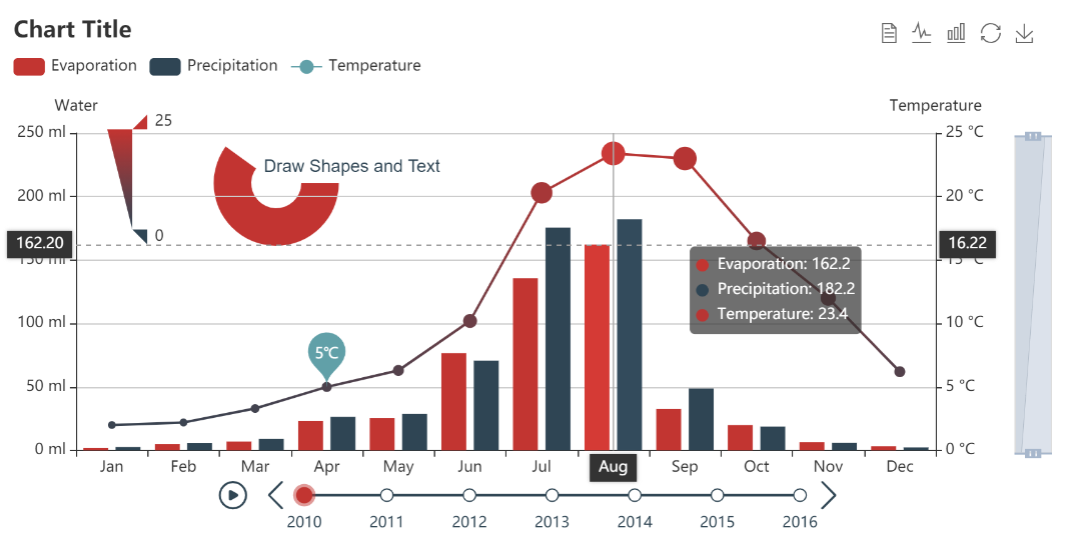 Chart Title
Evaporation Precipitation Temperature
Water Temperature
25
250 ml 25 °C
Draw Shapes and Text
200 ml 20 °C
0
162.20 16.22
150 ml 15 °C
Evaporation: 162.2
Precipitation: 182.2
Temperature: 23.4
100 ml 10 °C
5℃
50 ml 5 °C
0 ml 0 °C
Jan Feb Mar Apr May Jun Jul Aug Sep Oct Nov Dec
2010 2011 2012 2013 2014 2015 2016